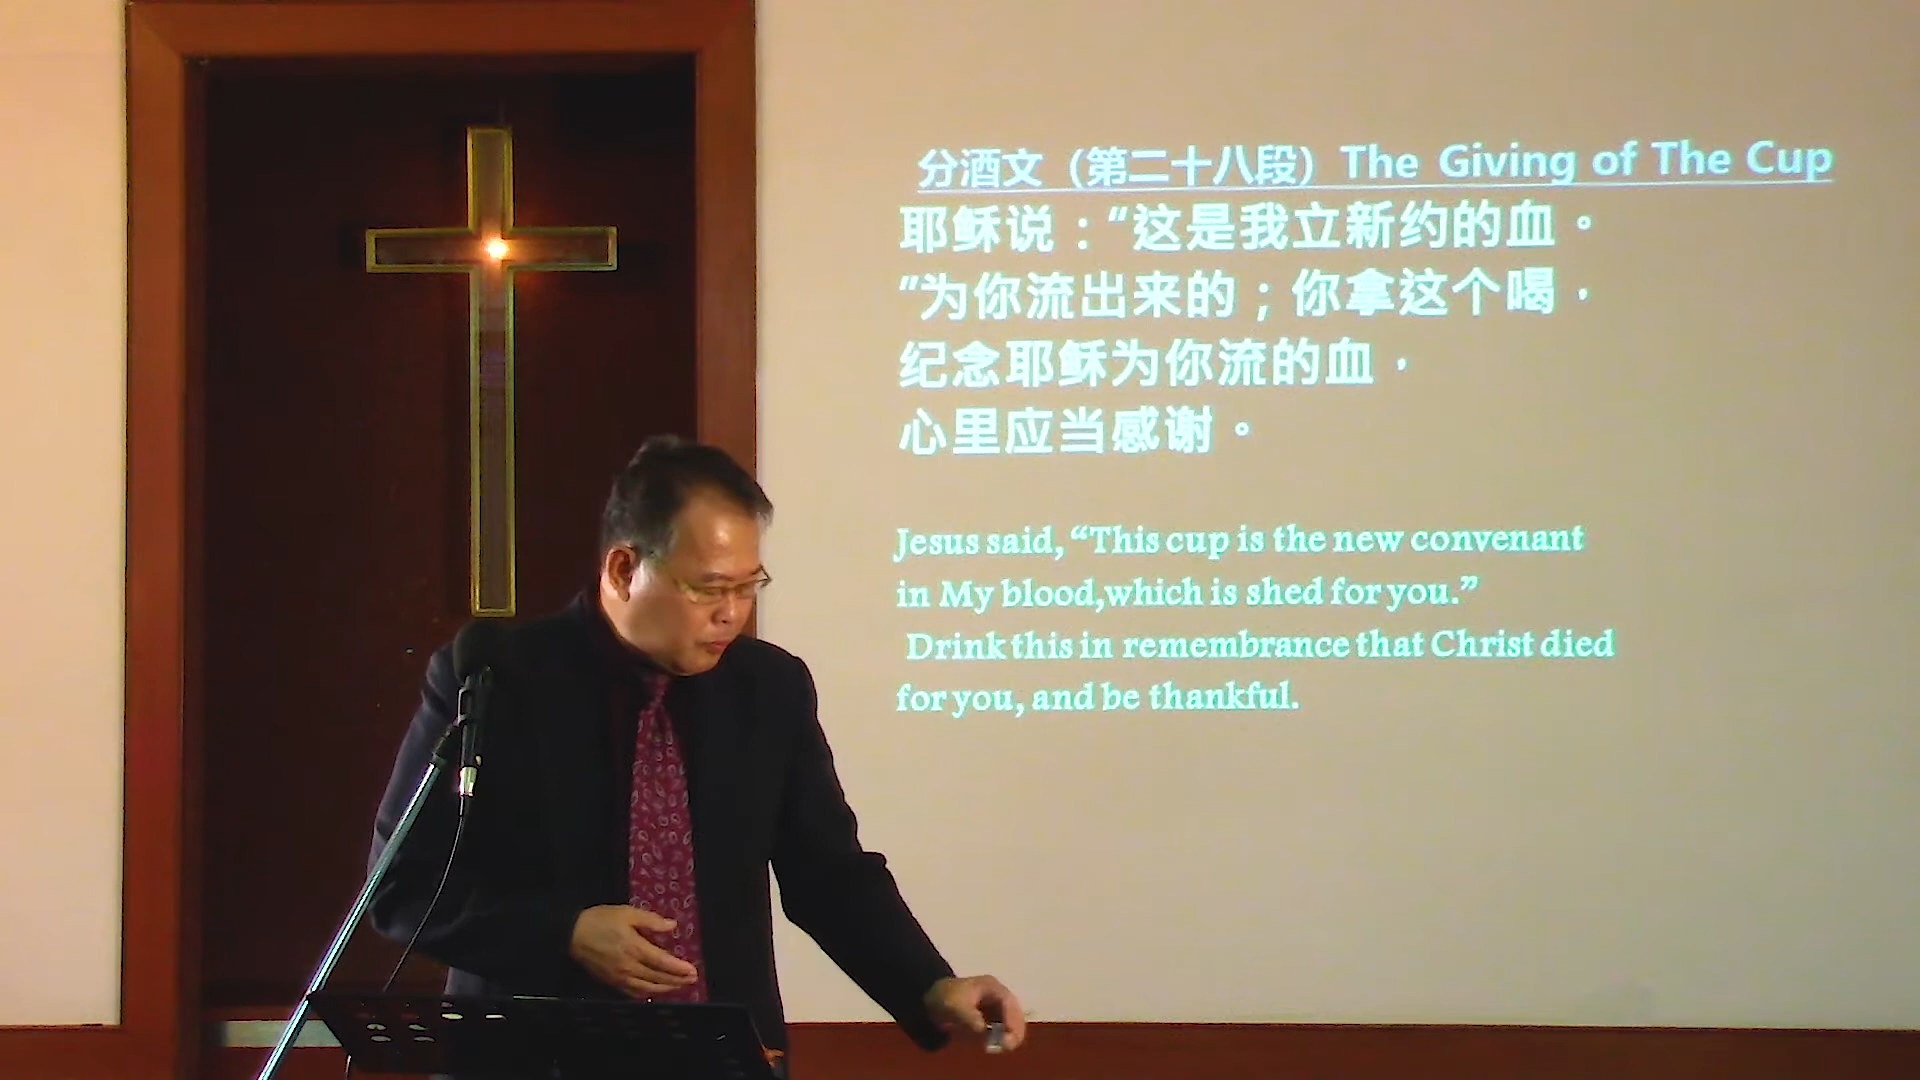 分酒文（第二十八段）The Giving of The Cup
耶稣说：“这是我立新约的血。
”为你流出来的；你拿这个喝，
纪念耶稣为你流的血，
心里应当感谢。
Jesus said, “This cup is the new convenant
in My blood,which is shed for you.”
Drink this in remembrance that Christ died
for you, and be thankful.